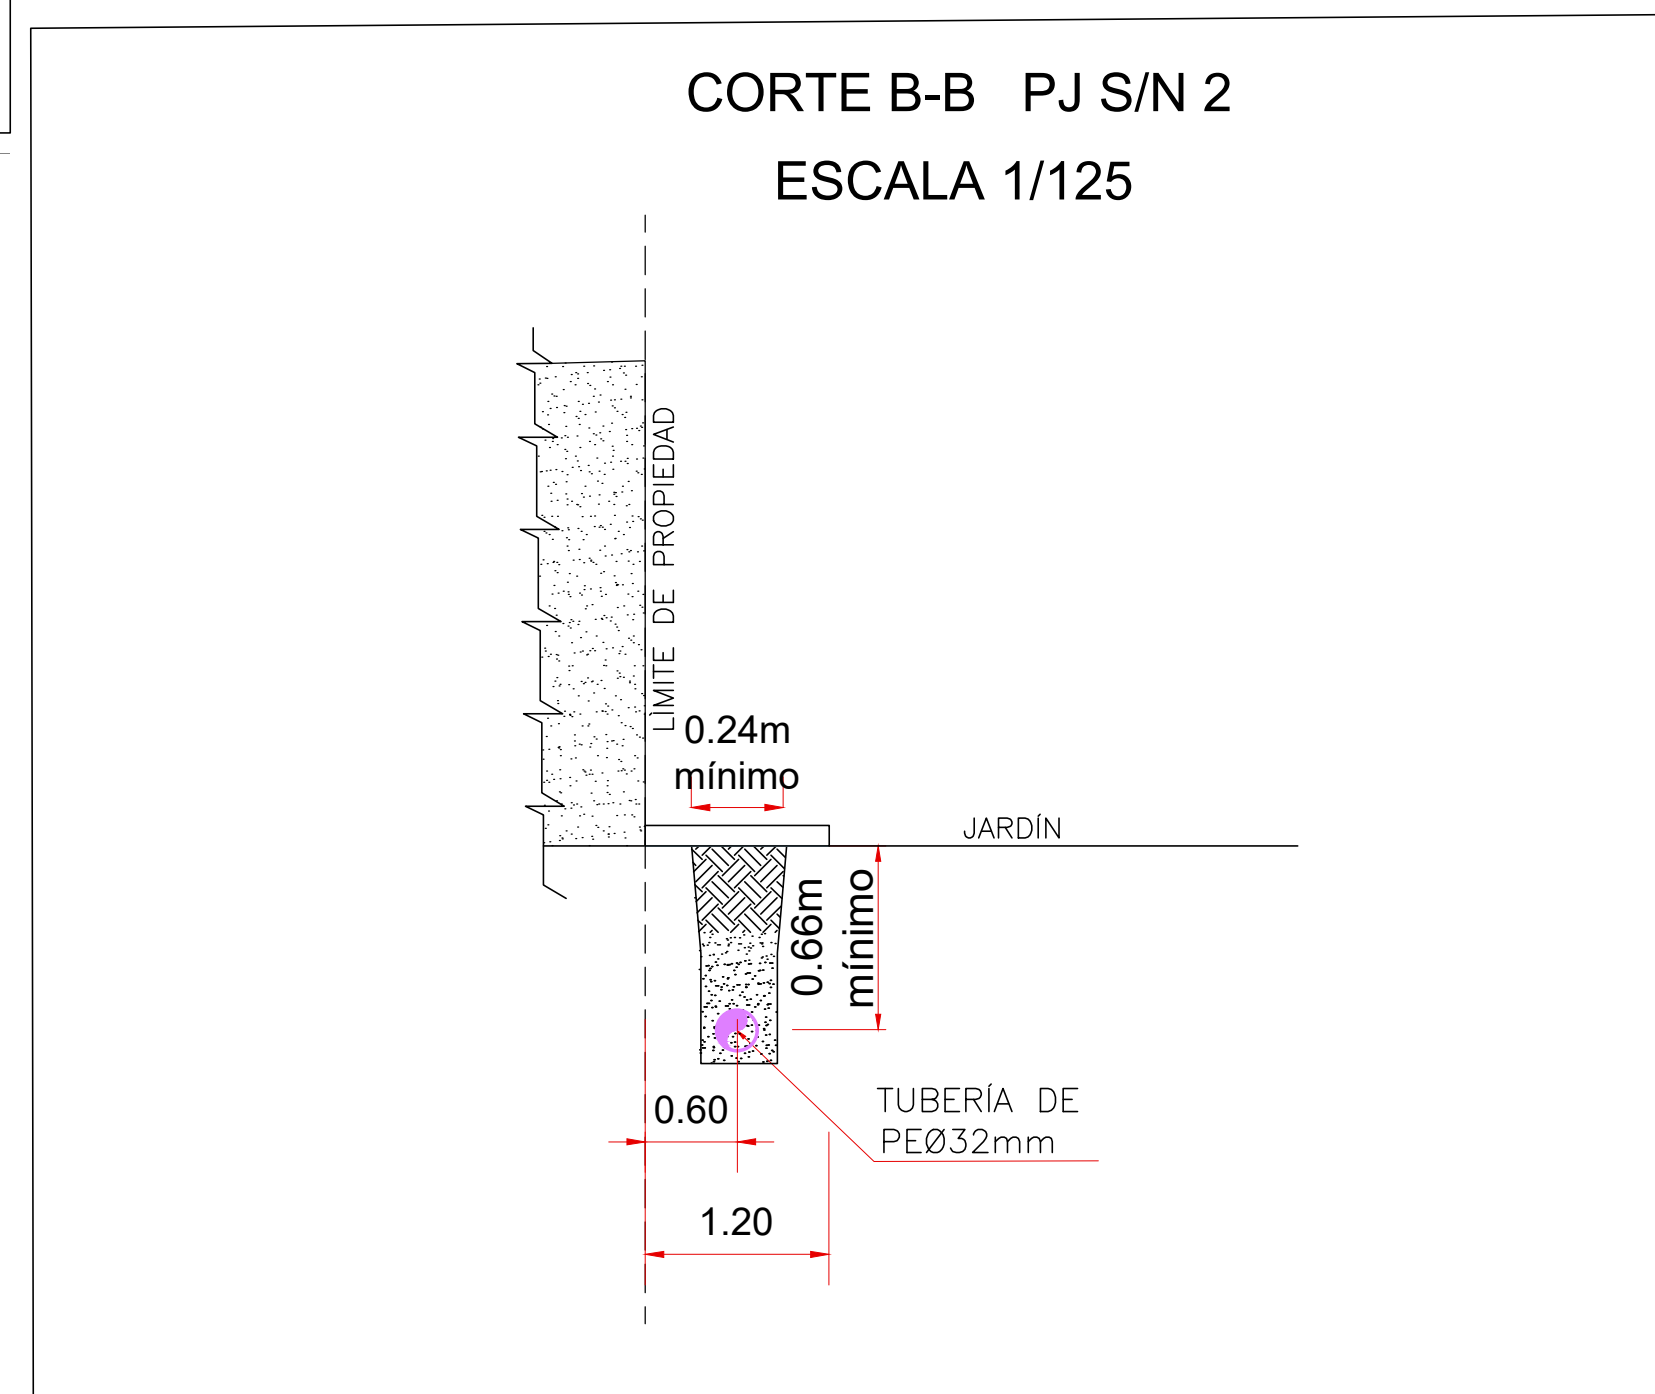 CORTE B-B PJ S/N 2
ESCALA 1/125
LÍMITE DE PROPIEDAD
0.24m
mínimo
JARDÍN
0.66m
mínimo
0.60
TUBERÍA DE
PEØ32mm
1.20